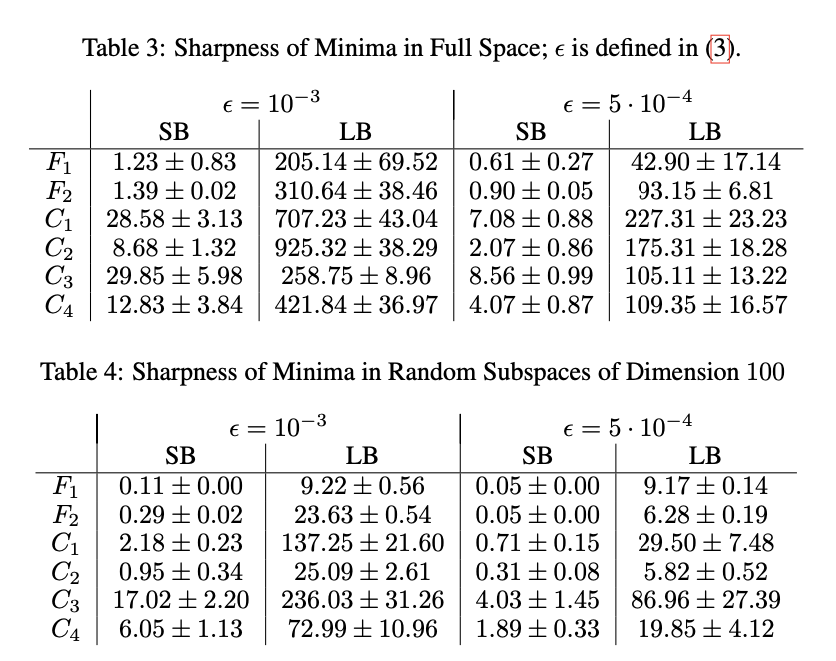 Table 3: Sharpness of Minima in Full Space; ϵ is defined in (3).
ϵ = 10⁻³ ϵ = 5 · 10⁻⁴
SB LB SB LB
F₁ 1.23 ± 0.83 205.14 ± 69.52 0.61 ± 0.27 42.90 ± 17.14
F₂ 1.39 ± 0.02 310.64 ± 38.46 0.90 ± 0.05 93.15 ± 6.81
C₁ 28.58 ± 3.13 707.23 ± 43.04 7.08 ± 0.88 227.31 ± 23.23
C₂ 8.68 ± 1.32 925.32 ± 38.29 2.07 ± 0.86 175.31 ± 18.28
C₃ 29.85 ± 5.98 258.75 ± 8.96 8.56 ± 0.99 105.11 ± 13.22
C₄ 12.83 ± 3.84 421.84 ± 36.97 4.07 ± 0.87 109.35 ± 16.57
Table 4: Sharpness of Minima in Random Subspaces of Dimension 100
ϵ = 10⁻³ ϵ = 5 · 10⁻⁴
SB LB SB LB
F₁ 0.11 ± 0.00 9.22 ± 0.56 0.05 ± 0.00 9.17 ± 0.14
F₂ 0.29 ± 0.02 23.63 ± 0.54 0.05 ± 0.00 6.28 ± 0.19
C₁ 2.18 ± 0.23 137.25 ± 21.60 0.71 ± 0.15 29.50 ± 7.48
C₂ 0.95 ± 0.34 25.09 ± 2.61 0.31 ± 0.08 5.82 ± 0.52
C₃ 17.02 ± 2.20 236.03 ± 31.26 4.03 ± 1.45 86.96 ± 27.39
C₄ 6.05 ± 1.13 72.99 ± 10.96 1.89 ± 0.33 19.85 ± 4.12